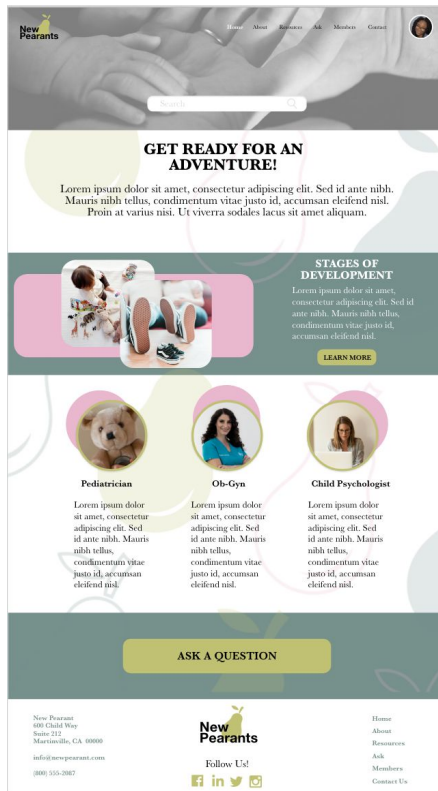 New
Pearants
Home About Resources Ask Members Contact
Search
GET READY FOR AN
ADVENTURE!
Lorem ipsum dolor sit amet, consectetur adipiscing elit. Sed id ante nibh.
Mauris nibh tellus, condimentum vitae justo id, accumsan eleifend nisl.
Proin at varius nisi. Ut viverra sodales lacus sit amet aliquam.
STAGES OF
DEVELOPMENT
Lorem ipsum dolor sit amet,
consectetur adipiscing elit. Sed id
ante nibh. Mauris nibh tellus,
condimentum vitae justo id,
accumsan eleifend nisl.
LEARN MORE
Pediatrician
Lorem ipsum dolor
sit amet, consectetur
adipiscing elit. Sed
id ante nibh. Mauris
nibh tellus,
condimentum vitae
justo id, accumsan
eleifend nisl.
Ob-Gyn
Lorem ipsum dolor
sit amet, consectetur
adipiscing elit. Sed
id ante nibh. Mauris
nibh tellus,
condimentum vitae
justo id, accumsan
eleifend nisl.
Child Psychologist
Lorem ipsum dolor
sit amet, consectetur
adipiscing elit. Sed
id ante nibh. Mauris
nibh tellus,
condimentum vitae
justo id, accumsan
eleifend nisl.
ASK A QUESTION
New Pearant
600 Child Way
Suite 212
Martinville, CA 00000
info@newpearant.com
(800) 555-2087
New
Pearants
Follow Us!
Home
About
Resources
Ask
Members
Contact Us